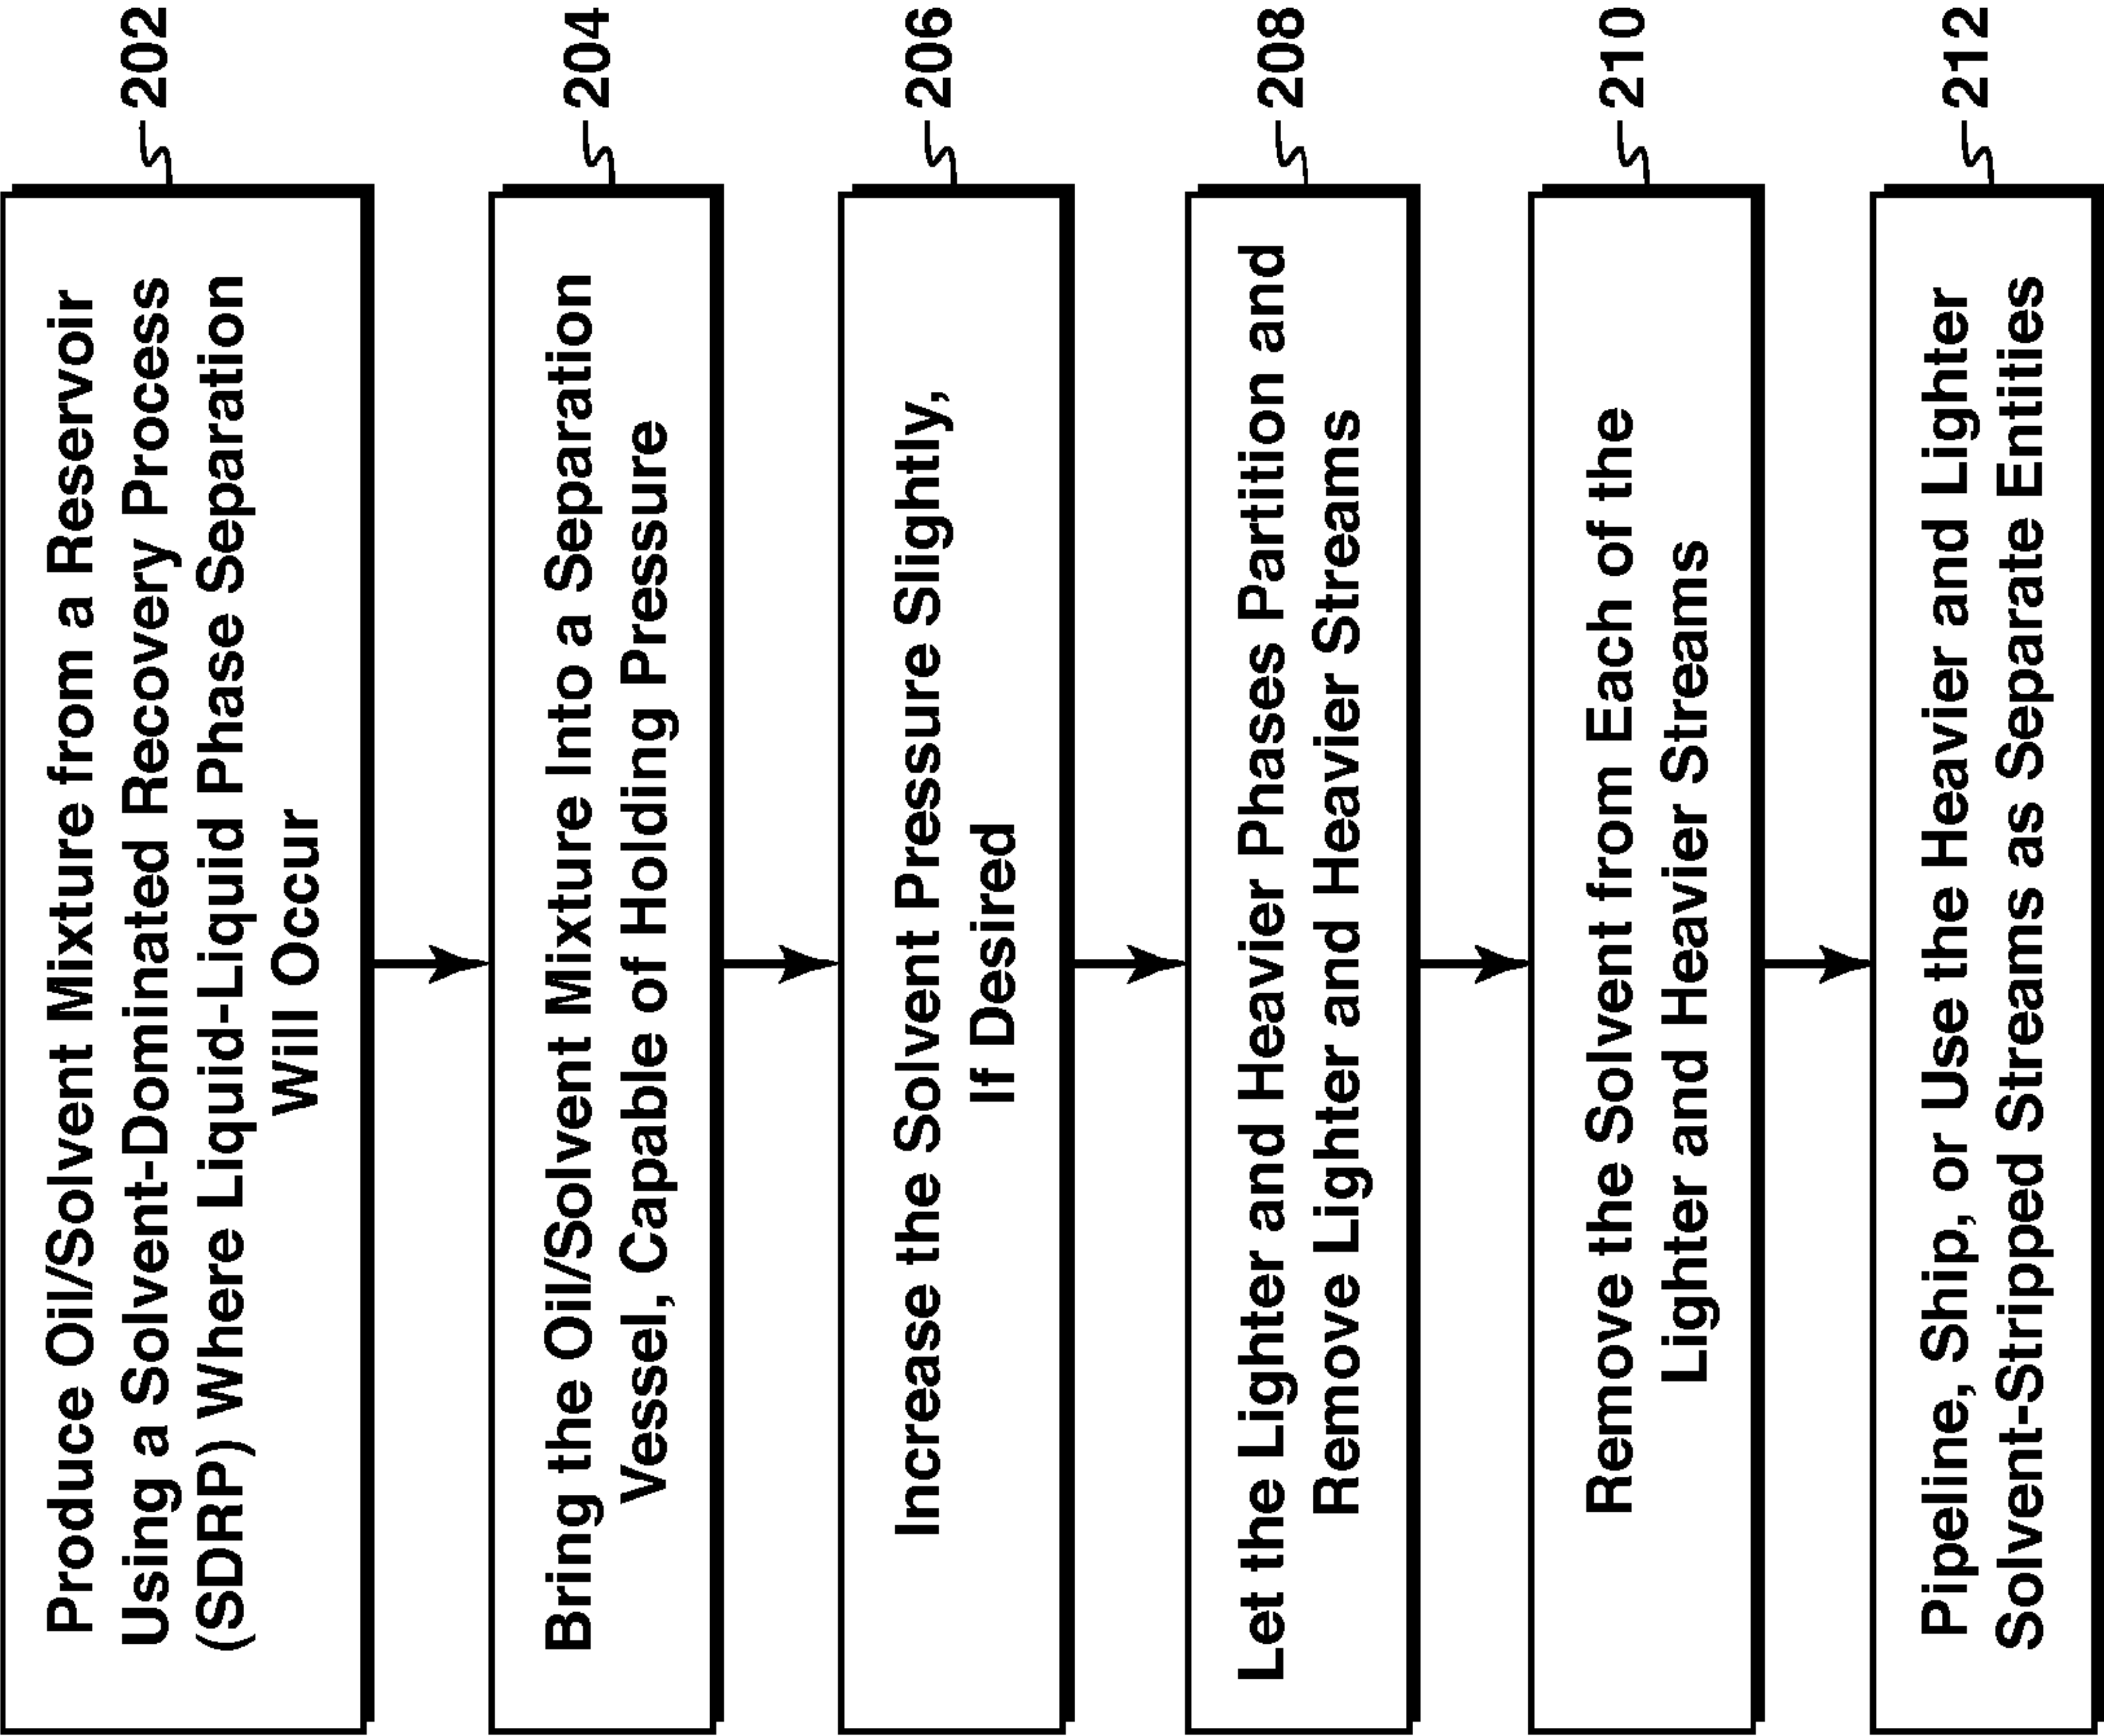 Produce Oil/Solvent Mixture from a Reservoir
Using a Solvent-Dominated Recovery Process
(SDRP) Where Liquid-Liquid Phase Separation
Will Occur
202
Bring the Oil/Solvent Mixture Into a Separation
Vessel, Capable of Holding Pressure
204
Increase the Solvent Pressure Slightly,
If Desired
206
Let the Lighter and Heavier Phases Partition and
Remove Lighter and Heavier Streams
208
Remove the Solvent from Each of the
Lighter and Heavier Streams
210
Pipeline, Ship, or Use the Heavier and Lighter
Solvent-Stripped Streams as Separate Entities
212